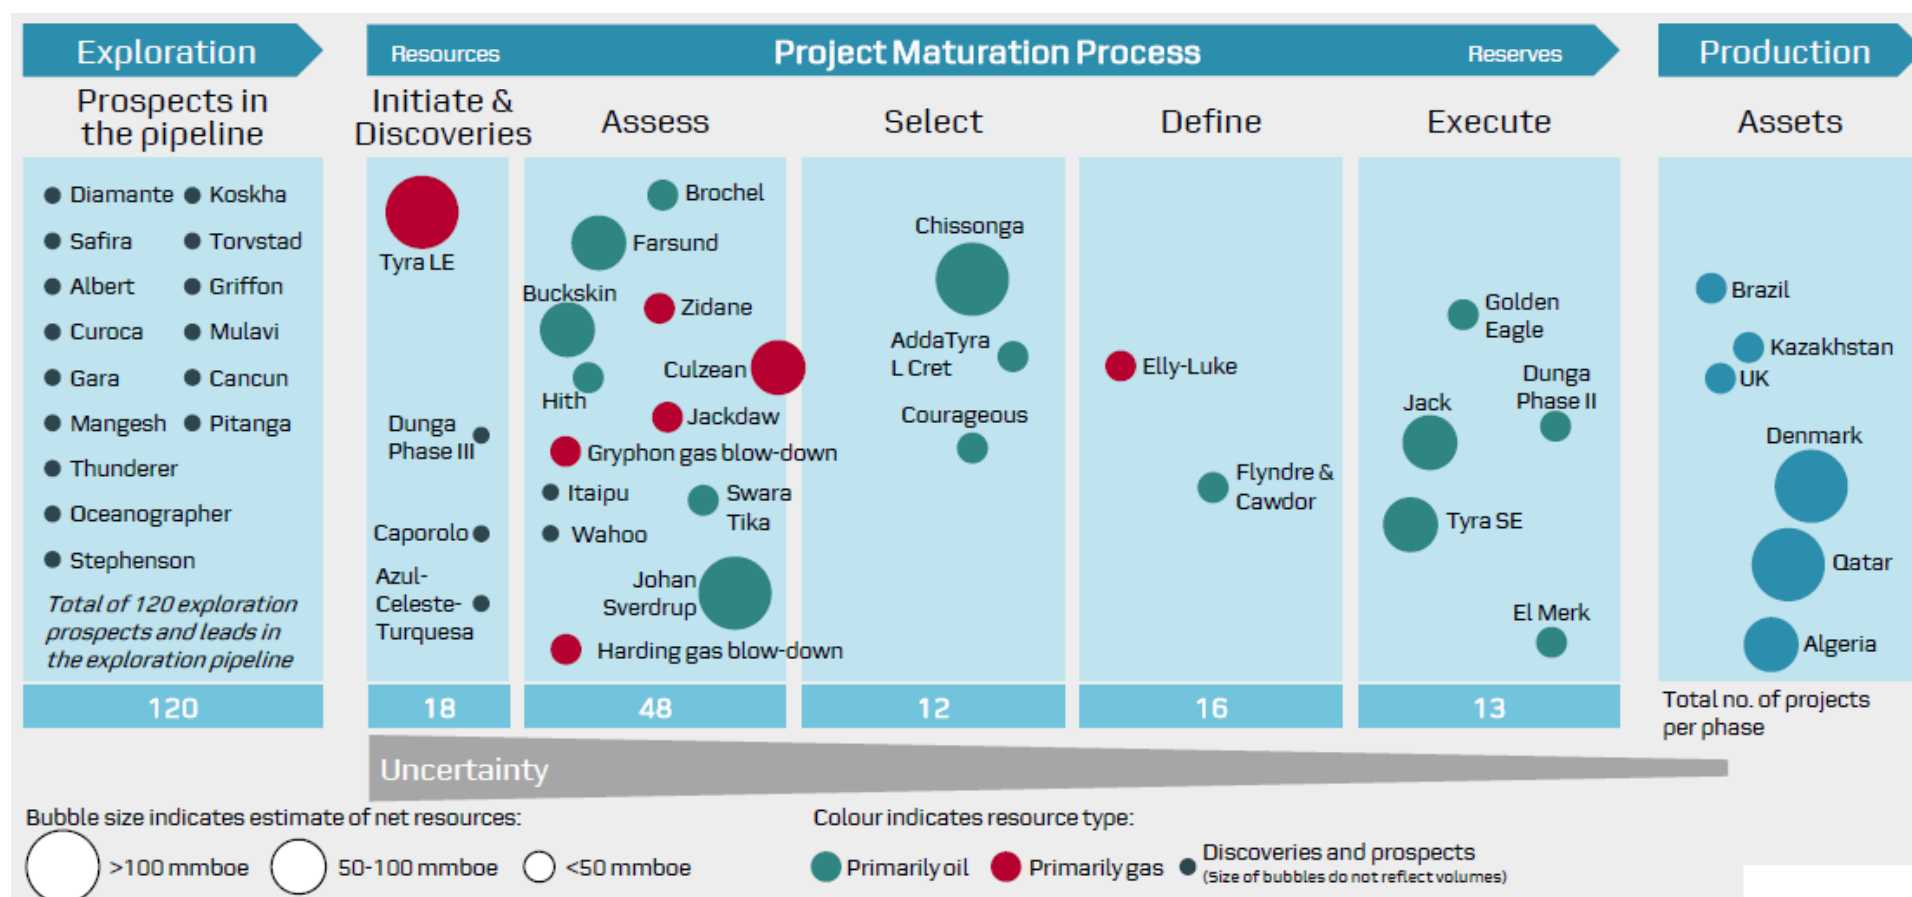 Exploration
Resources
Project Maturation Process
Reserves
Production
Prospects in
the pipeline
Initiate &
Discoveries
Assess
Select
Define
Execute
Assets
Diamante
Koskha
Safira
Torvstad
Albert
Griffon
Curoca
Mulavi
Gara
Cancun
Mangesh
Pitanga
Thunderer
Oceanographer
Stephenson
Total of 120 exploration
prospects and leads in
the exploration pipeline
Tyra LE
Dunga
Phase III
Caporolo
Azul-
Celeste-
Turquesa
Brochel
Farsund
Buckskin
Zidane
Culzean
Hith
Jackdaw
Gryphon gas blow-down
Itaipu
Swara
Tika
Wahoo
Johan
Sverdrup
Harding gas blow-down
Chissonga
AddaTyra
L Cret
Courageous
Elly-Luke
Flyndre &
Cawdor
Golden
Eagle
Dunga
Phase II
Jack
Tyra SE
El Merk
Brazil
Kazakhstan
UK
Denmark
Qatar
Algeria
120
18
48
12
16
13
Total no. of projects
per phase
Uncertainty
Bubble size indicates estimate of net resources:
>100 mmboe
50-100 mmboe
<50 mmboe
Colour indicates resource type:
Primarily oil
Primarily gas
Discoveries and prospects
(Size of bubbles do not reflect volumes)